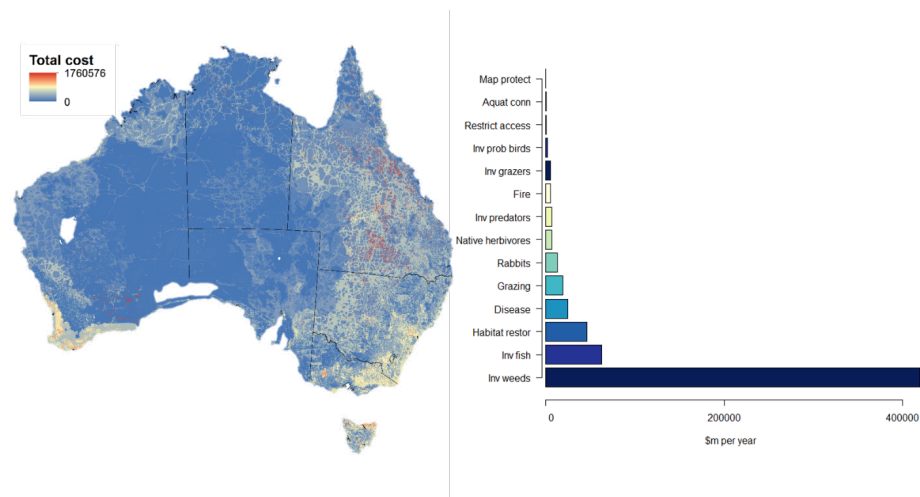 Total cost
1760576
0
Map protect
Aquat conn
Restrict access
Inv prob birds
Inv grazers
Fire
Inv predators
Native herbivores
Rabbits
Grazing
Disease
Habitat restor
Inv fish
Inv weeds
0 200000 400000
$m per year